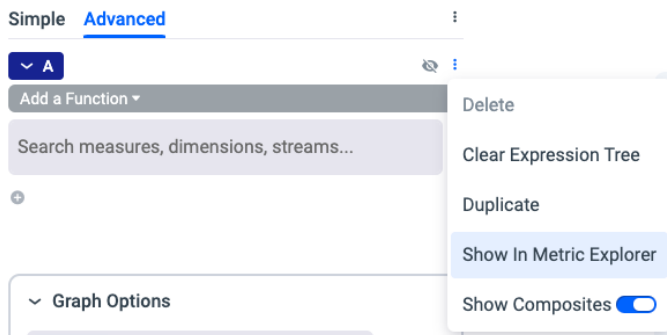 Simple Advanced
A
Add a Function
Search measures, dimensions, streams...
Delete
Clear Expression Tree
Duplicate
Show In Metric Explorer
Show Composites
Graph Options